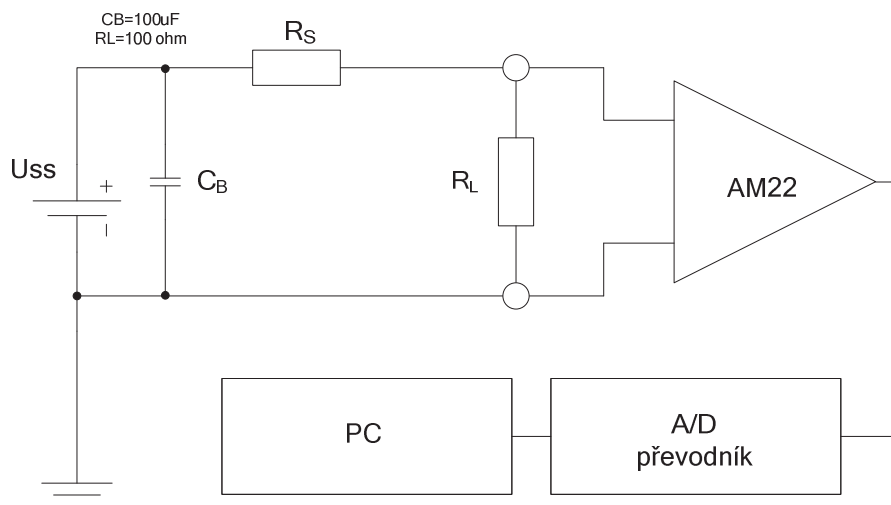 CB=100uF
RL=100 ohm
RS
Uss
+
CB
RL
AM22
PC
A/D
převodník